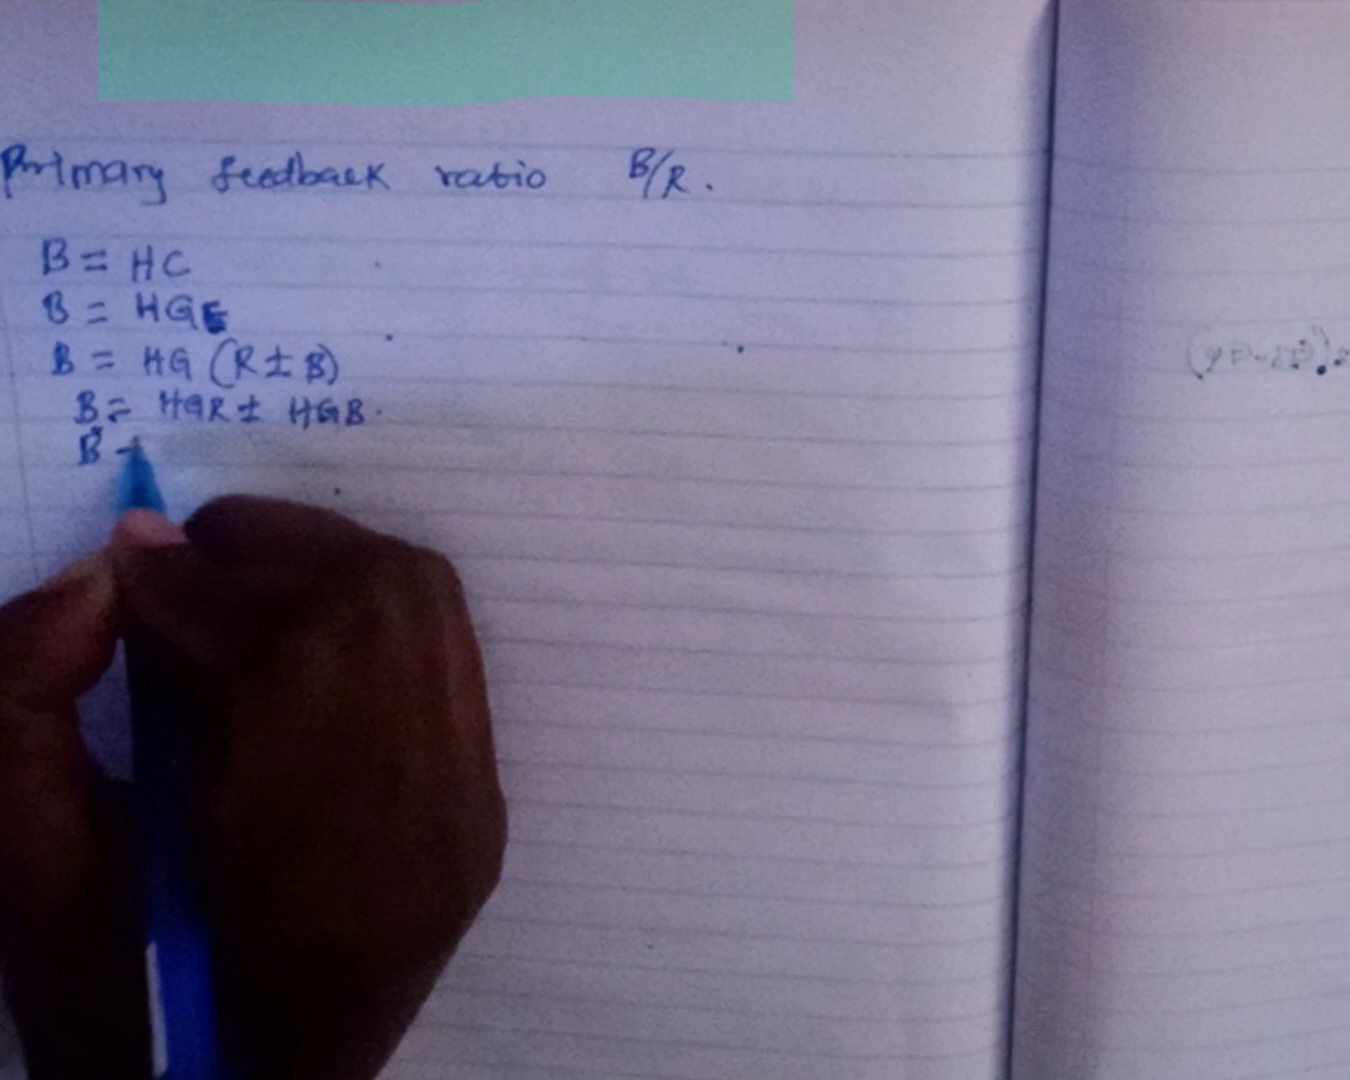 Primary feedback ratio B/R.
B = HC
B = HGE
B = HG (R ± B)
B = HGR ± HGB.
B -